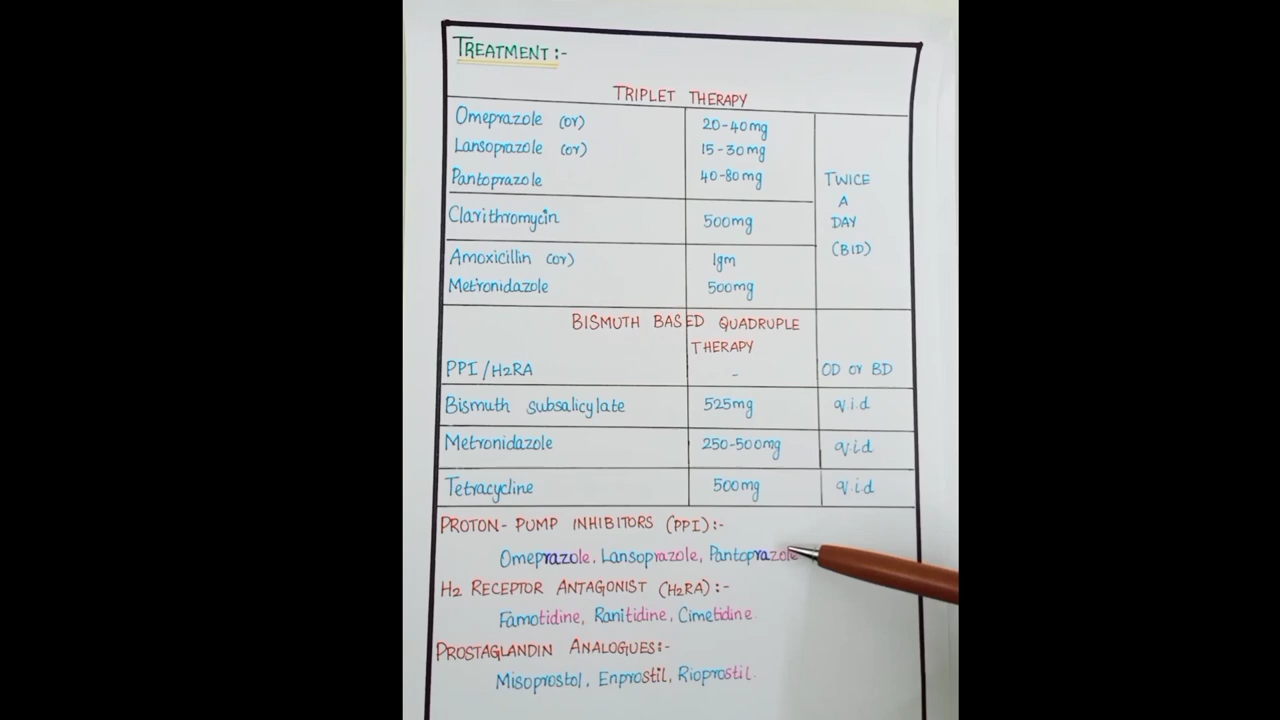 TREATMENT:-
TRIPLET THERAPY
Omeprazole (or) 20-40mg
Lansoprazole (or) 15-30mg
Pantoprazole 40-80mg
TWICE
A
DAY
(BID)
Clarithromycin 500mg
Amoxicillin (or) 1gm
Metronidazole 500mg
BISMUTH BASED QUADRUPLE
THERAPY
PPI/H2RA - OD or BD
Bismuth subsalicylate 525mg q.i.d
Metronidazole 250-500mg q.i.d
Tetracycline 500mg q.i.d
PROTON-PUMP INHIBITORS (PPI):-
Omeprazole, Lansoprazole, Pantoprazole
H2 RECEPTOR ANTAGONIST (H2RA):-
Famotidine, Ranitidine, Cimetidine.
PROSTAGLANDIN ANALOGUES:-
Misoprostol, Enprostil, Rioprostil.